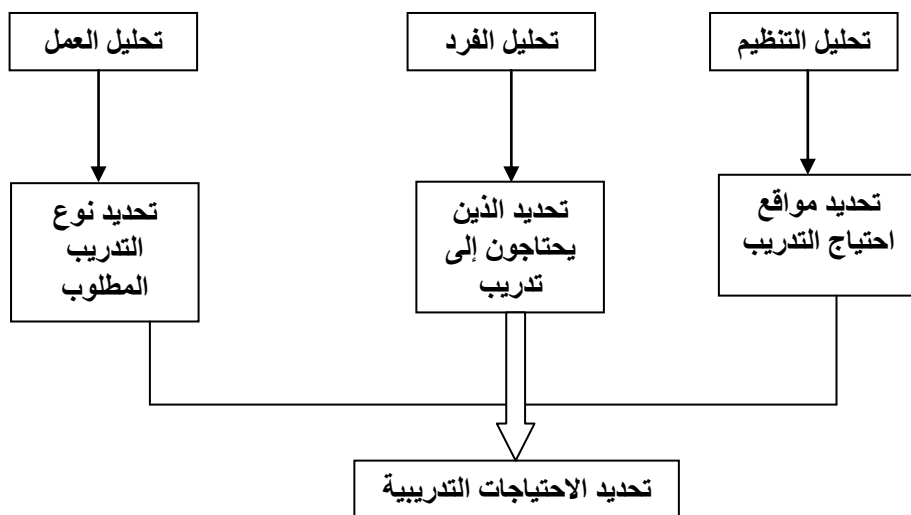 تحليل التنظيم
تحليل الفرد
تحليل العمل
تحديد مواقع
احتياج التدريب
تحديد الذين
يحتاجون إلى
تدريب
تحديد نوع
التدريب
المطلوب
تحديد الاحتياجات التدريبية